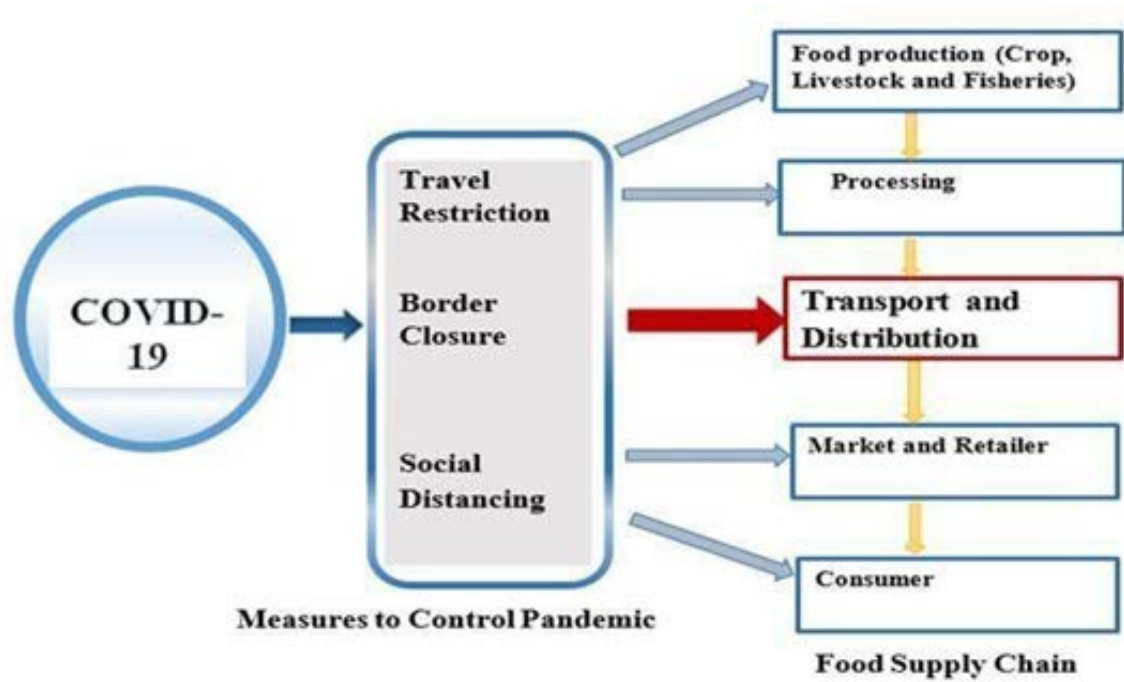 COVID-
19
Travel
Restriction
Border
Closure
Social
Distancing
Measures to Control Pandemic
Food production (Crop,
Livestock and Fisheries)
Processing
Transport and
Distribution
Market and Retailer
Consumer
Food Supply Chain